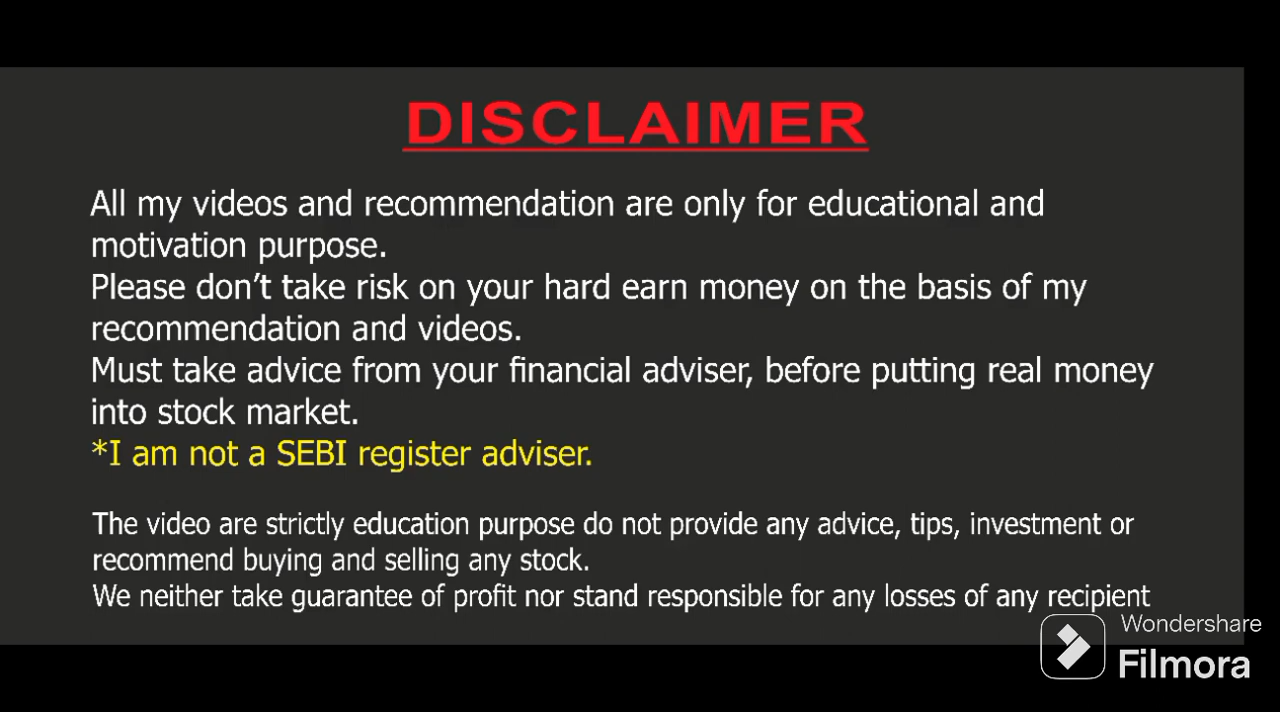 DISCLAIMER
All my videos and recommendation are only for educational and
motivation purpose.
Please don't take risk on your hard earn money on the basis of my
recommendation and videos.
Must take advice from your financial adviser, before putting real money
into stock market.
*I am not a SEBI register adviser.
The video are strictly education purpose do not provide any advice, tips, investment or
recommend buying and selling any stock.
We neither take guarantee of profit nor stand responsible for any losses of any recipient
Wondershare
Filmora